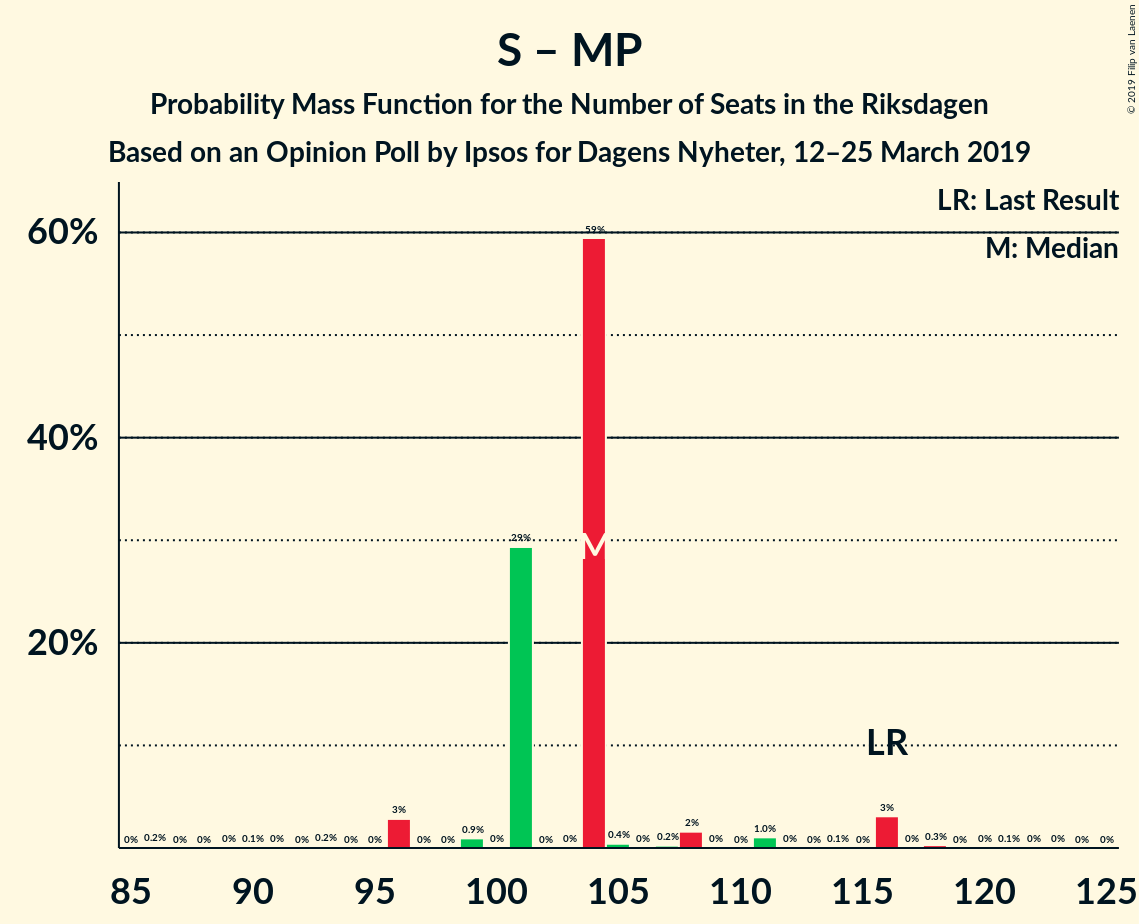 S – MP
Probability Mass Function for the Number of Seats in the Riksdagen
Based on an Opinion Poll by Ipsos for Dagens Nyheter, 12–25 March 2019
© 2019 Filip van Laenen
LR: Last Result
M: Median
60%
40%
20%
59%
29%
M
LR
0% 0.2% 0% 0% 0% 0.1% 0% 0% 0.2% 0% 0% 3% 0% 0% 0.9% 0% 0% 0% 0.4% 0% 0.2% 2% 0% 0% 1.0% 0% 0% 0.1% 0% 3% 0% 0.3% 0% 0% 0.1% 0% 0% 0% 0%
85 90 95 100 105 110 115 120 125